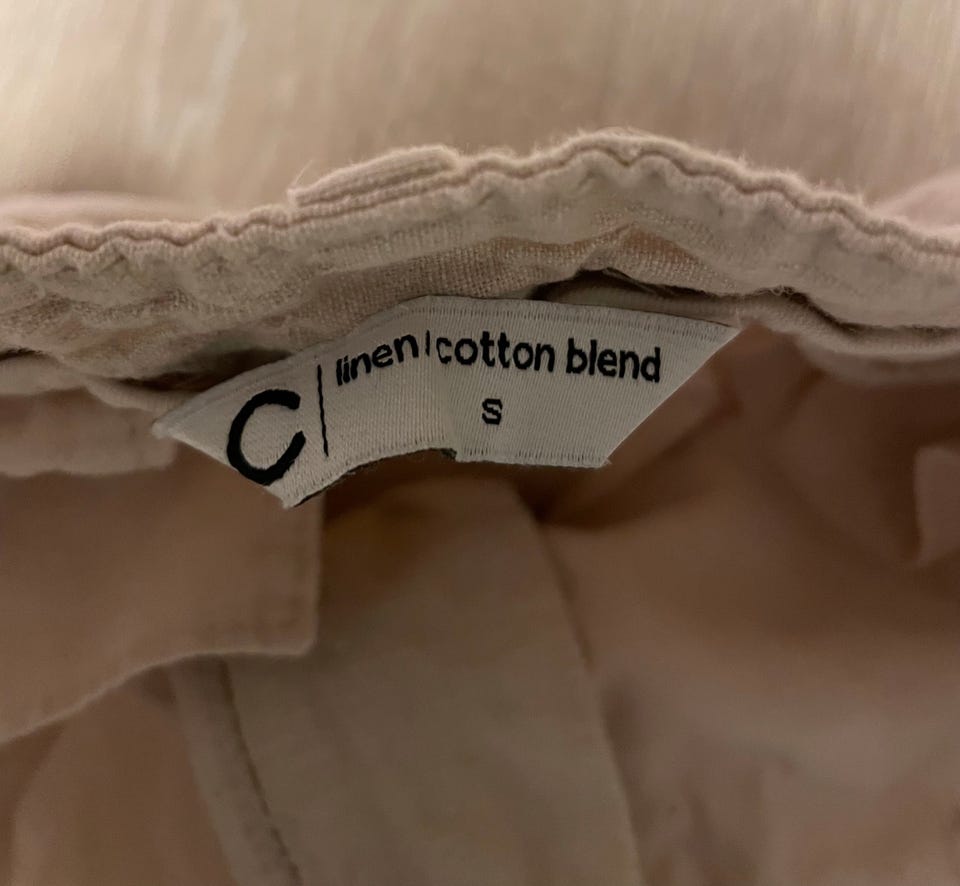 C | linen | cotton blend
S